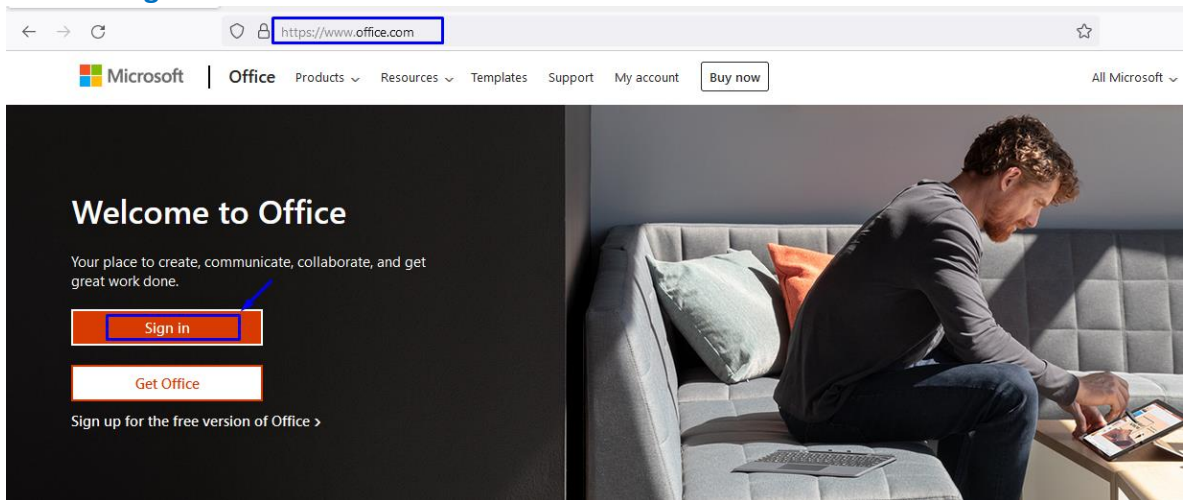 https://www.office.com
Microsoft | Office Products Resources Templates Support My account Buy now All Microsoft
Welcome to Office
Your place to create, communicate, collaborate, and get
great work done.
Sign in
Get Office
Sign up for the free version of Office >